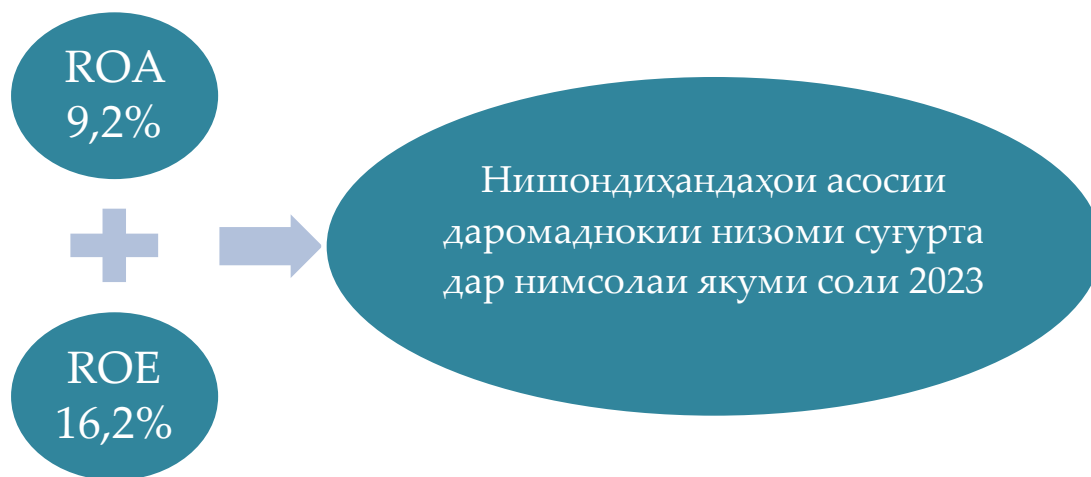 ROA
9,2%
Нишондиҳандаҳои асосии
даромаднокии низоми суғурта
дар нимсолаи якуми соли 2023
ROE
16,2%